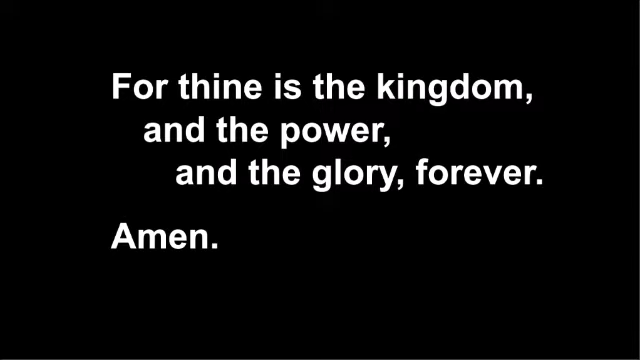 For thine is the kingdom,
and the power,
and the glory, forever.
Amen.